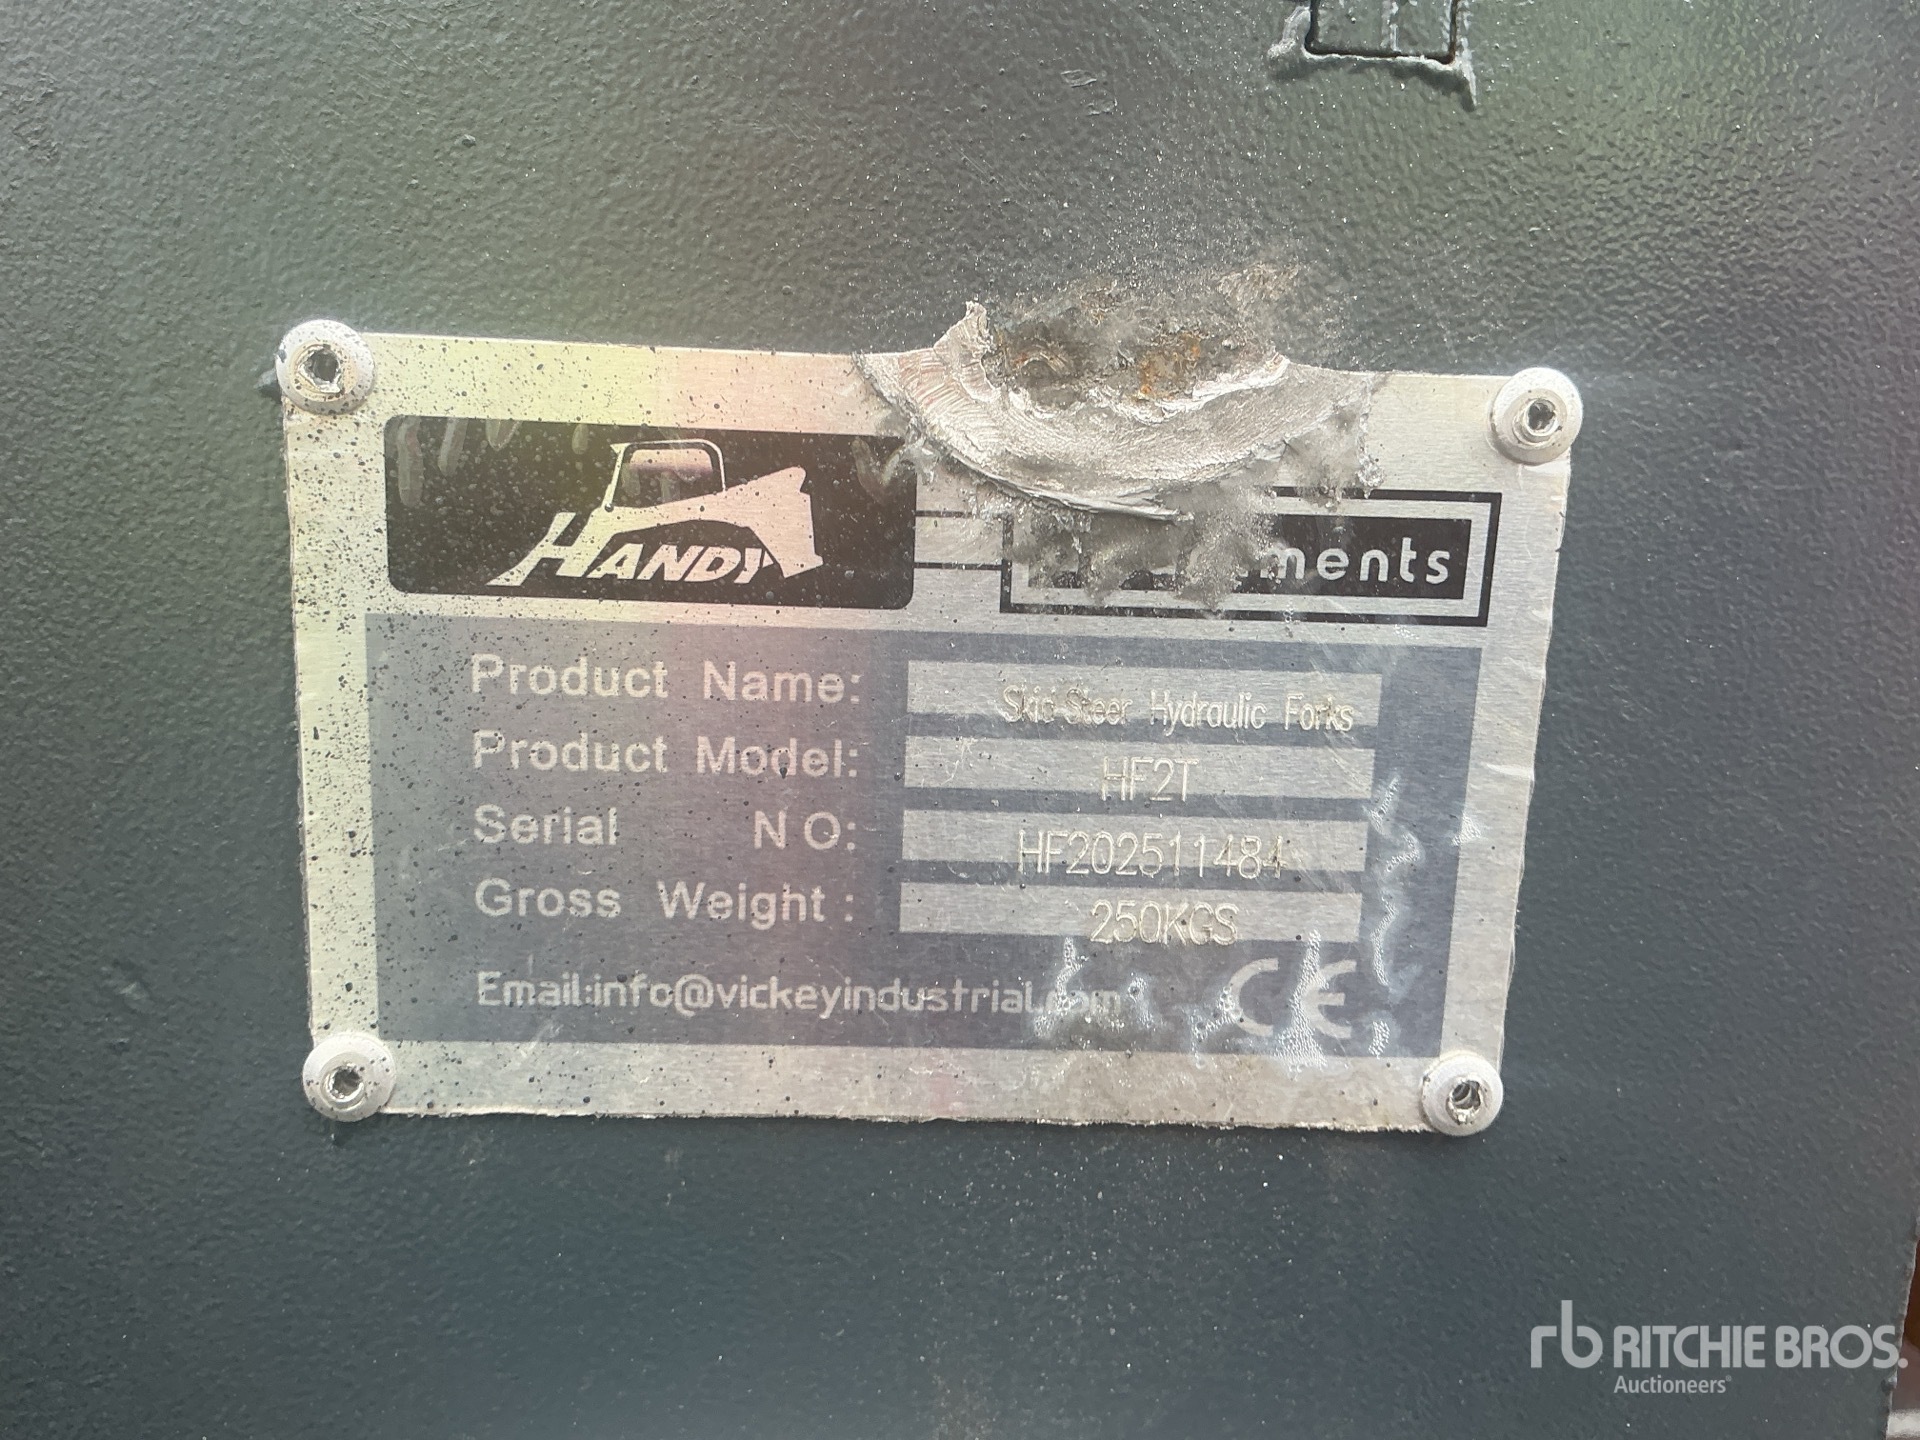 HANDY
Product Name: Skid Steer Hydraulic Forks
Product Model: HF2T
Serial NO: HF202511484
Gross Weight: 250KGS
Email:info@vickeyindustrial.com
CE
rb RITCHIE BROS.
Auctioneers